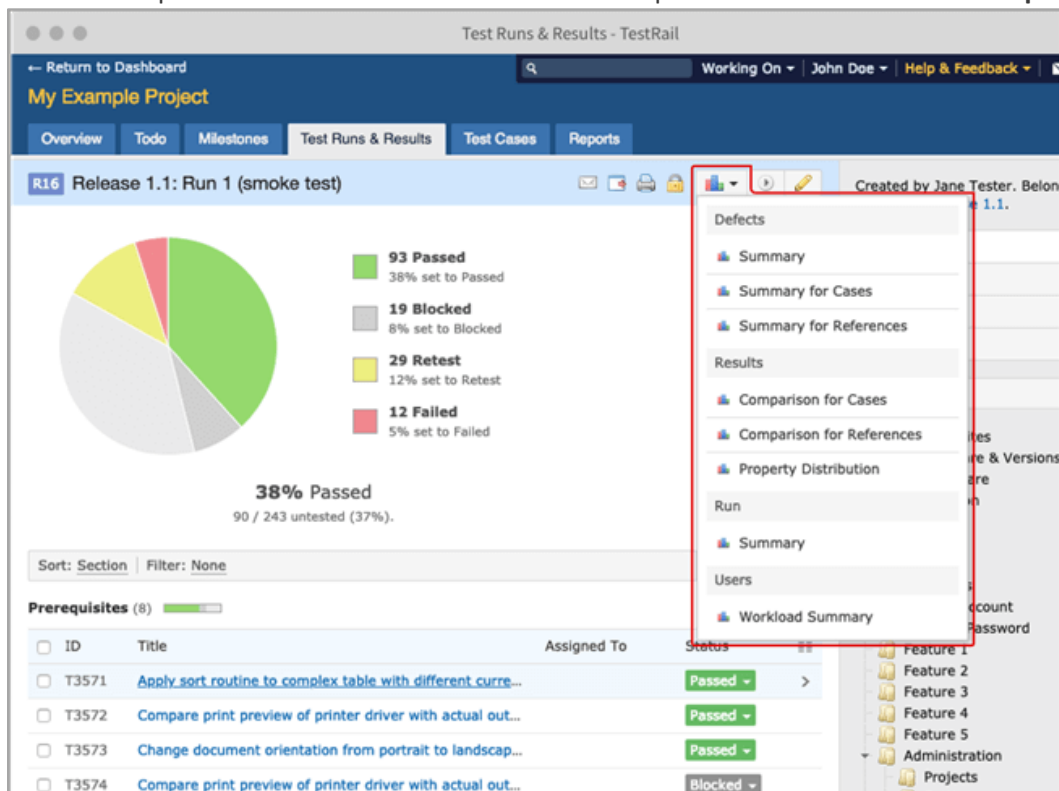 Test Runs & Results - TestRail
← Return to Dashboard
Working On
John Doe
Help & Feedback
My Example Project
Overview
Todo
Milestones
Test Runs & Results
Test Cases
Reports
R16 Release 1.1: Run 1 (smoke test)
Created by Jane Tester. Belon
1.1.
93 Passed
38% set to Passed
19 Blocked
8% set to Blocked
29 Retest
12% set to Retest
12 Failed
5% set to Failed
38% Passed
90 / 243 untested (37%).
Defects
Summary
Summary for Cases
Summary for References
Results
Comparison for Cases
Comparison for References
Property Distribution
Run
Summary
Users
Workload Summary
& Versions
Password
Feature 1
Feature 2
Feature 3
Feature 4
Feature 5
Administration
Projects
Sort: Section | Filter: None
Prerequisites (8)
ID Title Assigned To Status
T3571 Apply sort routine to complex table with different curre... Passed
T3572 Compare print preview of printer driver with actual out... Passed
T3573 Change document orientation from portrait to landscap... Passed
T3574 Compare print preview of printer driver with actual out... Blocked